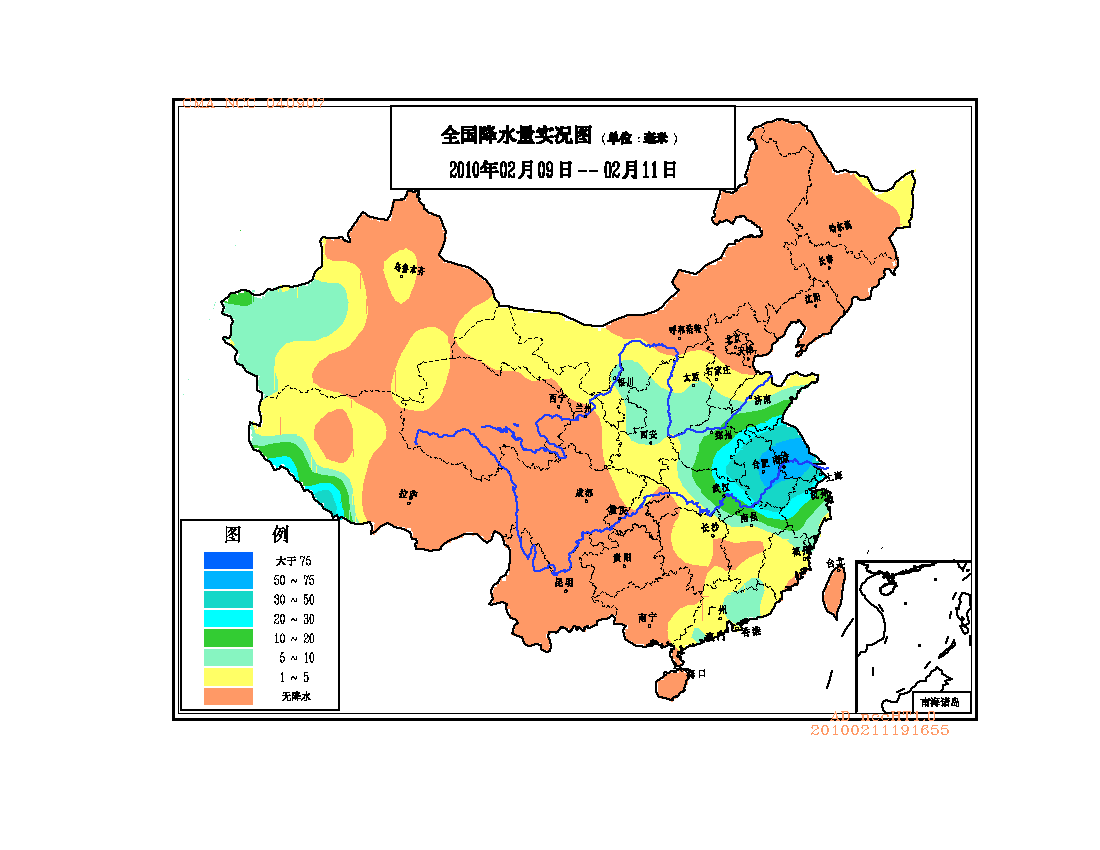 CMA NCC 040902
全国降水量实况图 (单位:毫米)
2010年02月09日 -- 02月11日
哈尔滨
长春
乌鲁木齐
沈阳
呼和浩特
北京
天津
石家庄
太原
银川
济南
西宁
兰州
郑州
西安
合肥
南京
上海
拉萨
成都
武汉
杭州
重庆
南昌
长沙
贵阳
福州
台北
昆明
广州
南宁
香港
澳门
海口
图 例
大于 75
50 ~ 75
30 ~ 50
20 ~ 30
10 ~ 20
5 ~ 10
1 ~ 5
无降水
南海诸岛
20100211191655